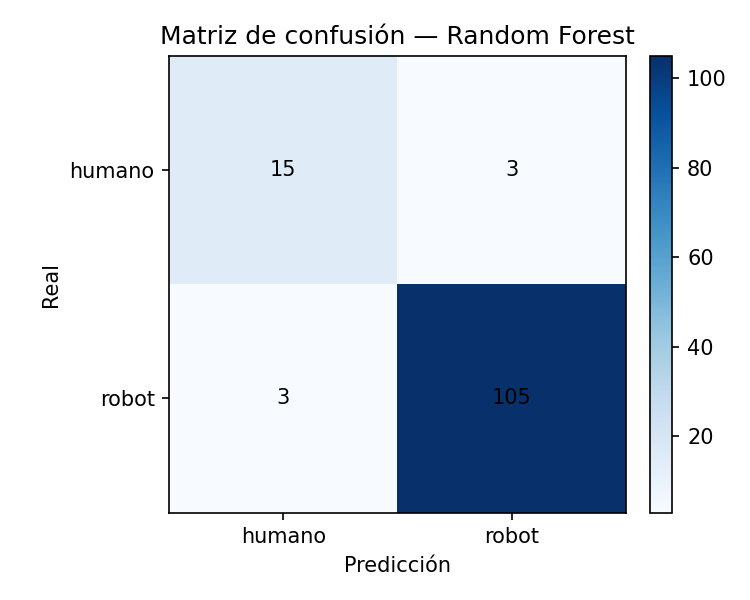 Matriz de confusión — Random Forest
humano
15
3
robot
3
105
humano
robot
Predicción
Real
100
80
60
40
20